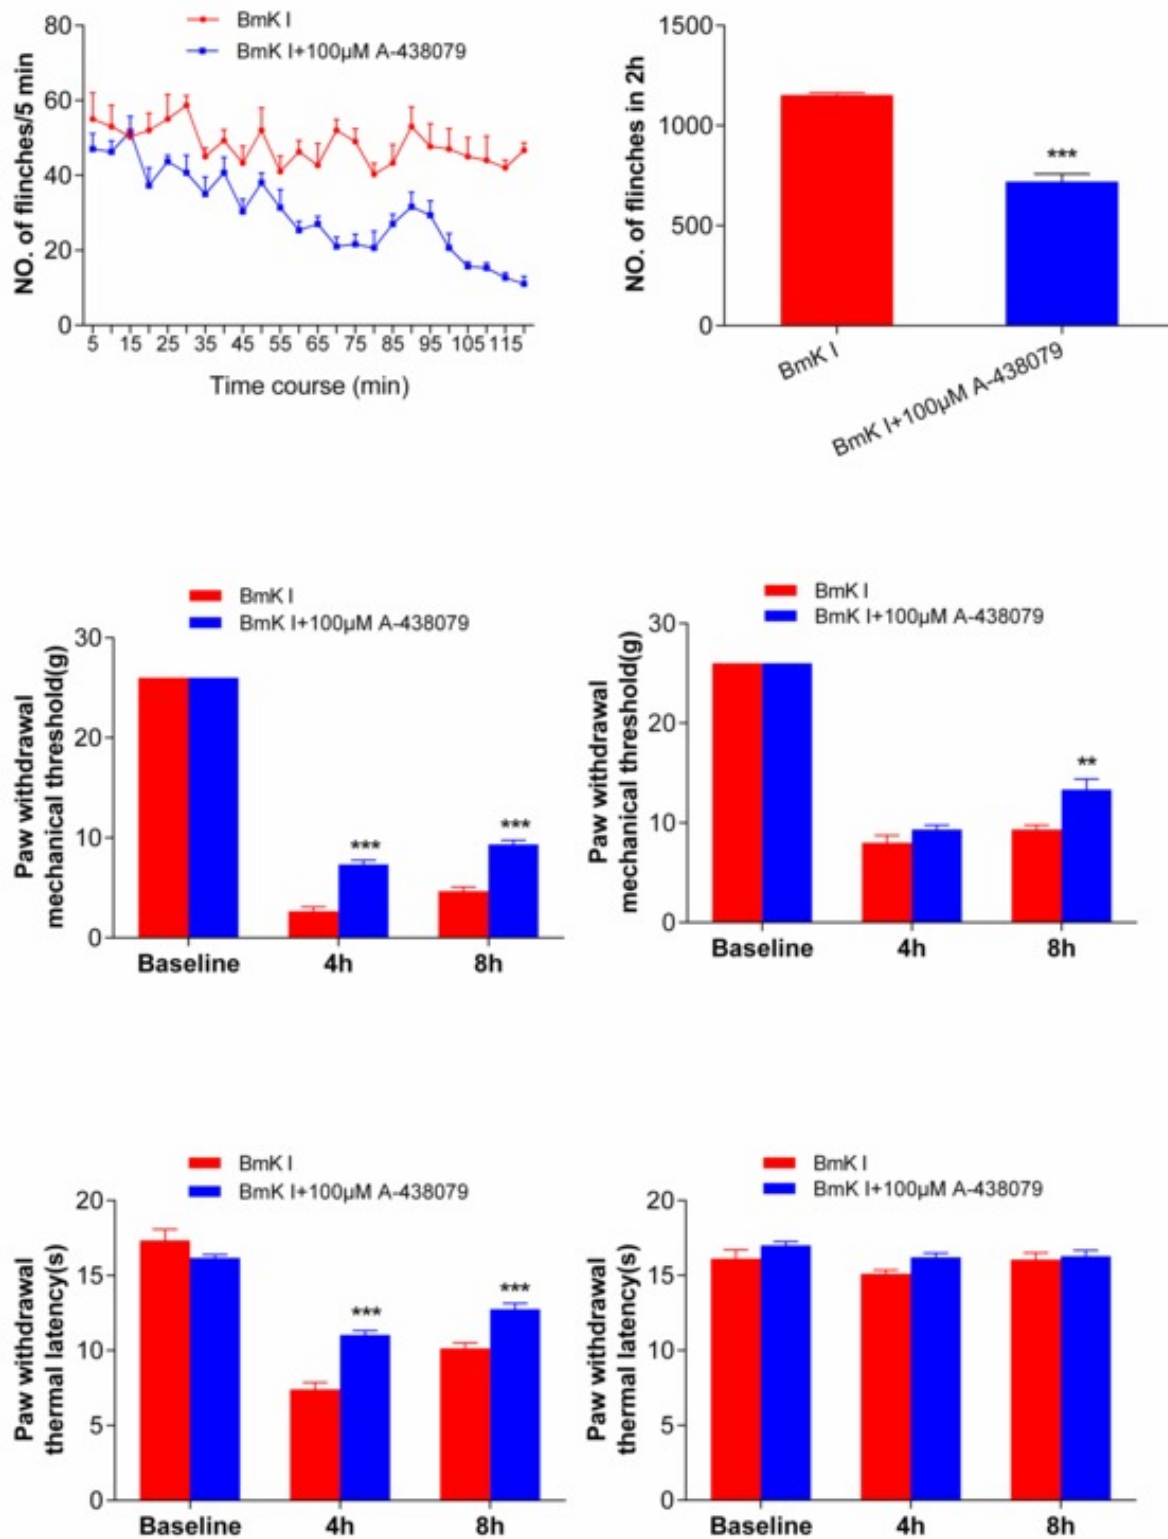 BmK I
BmK I+100µM A-438079
80
60
40
20
0
NO. of flinches/5 min
5 15 25 35 45 55 65 75 85 95 105 115
Time course (min)
1500
1000
500
0
NO. of flinches in 2h
***
BmK I
BmK I+100µM A-438079
BmK I
BmK I+100µM A-438079
30
20
10
0
Paw withdrawal
mechanical threshold(g)
***
***
Baseline 4h 8h
BmK I
BmK I+100µM A-438079
30
20
10
0
Paw withdrawal
mechanical threshold(g)
**
Baseline 4h 8h
BmK I
BmK I+100µM A-438079
20
15
10
5
0
Paw withdrawal
thermal latency(s)
***
***
Baseline 4h 8h
BmK I
BmK I+100µM A-438079
20
15
10
5
0
Paw withdrawal
thermal latency(s)
Baseline 4h 8h